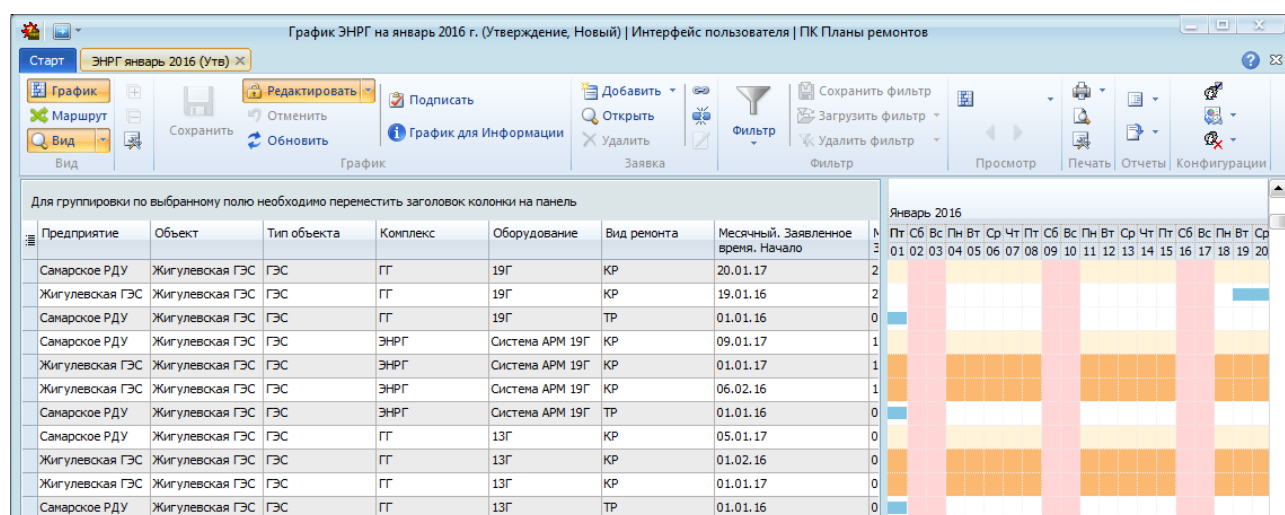 График ЭНРГ на январь 2016 г. (Утверждение, Новый) | Интерфейс пользователя | ПК Планы ремонтов
Старт ЭНРГ январь 2016 (Утв)
График Редактировать Подписать Добавить Сохранить фильтр
Маршрут Сохранить Отменить Открыть Фильтр Загрузить фильтр
Вид Обновить График для Информации Удалить Удалить фильтр
Вид График Заявка Фильтр Просмотр Печать Отчеты Конфигурации
Для группировки по выбранному полю необходимо переместить заголовок колонки на панель
Январь 2016
Предприятие Объект Тип объекта Комплекс Оборудование Вид ремонта Месячный. Заявленное время. Начало
Пт Сб Вс Пн Вт Ср Чт Пт Сб Вс Пн Вт Ср Чт Пт Сб Вс Пн Вт Ср
01 02 03 04 05 06 07 08 09 10 11 12 13 14 15 16 17 18 19 20
Самарское РДУ Жигулевская ГЭС ГЭС ГГ 19Г КР 20.01.17 2
Жигулевская ГЭС Жигулевская ГЭС ГЭС ГГ 19Г КР 19.01.16 2
Самарское РДУ Жигулевская ГЭС ГЭС ГГ 19Г ТР 01.01.16 0
Самарское РДУ Жигулевская ГЭС ГЭС ЭНРГ Система АРМ 19Г КР 09.01.17 1
Жигулевская ГЭС Жигулевская ГЭС ГЭС ЭНРГ Система АРМ 19Г КР 01.01.17 1
Жигулевская ГЭС Жигулевская ГЭС ГЭС ЭНРГ Система АРМ 19Г КР 06.02.16 1
Самарское РДУ Жигулевская ГЭС ГЭС ЭНРГ Система АРМ 19Г ТР 01.01.16 0
Самарское РДУ Жигулевская ГЭС ГЭС ГГ 13Г КР 05.01.17 0
Жигулевская ГЭС Жигулевская ГЭС ГЭС ГГ 13Г КР 01.02.16 0
Жигулевская ГЭС Жигулевская ГЭС ГЭС ГГ 13Г КР 01.01.17 0
Самарское РДУ Жигулевская ГЭС ГЭС ГГ 13Г ТР 01.01.16 0